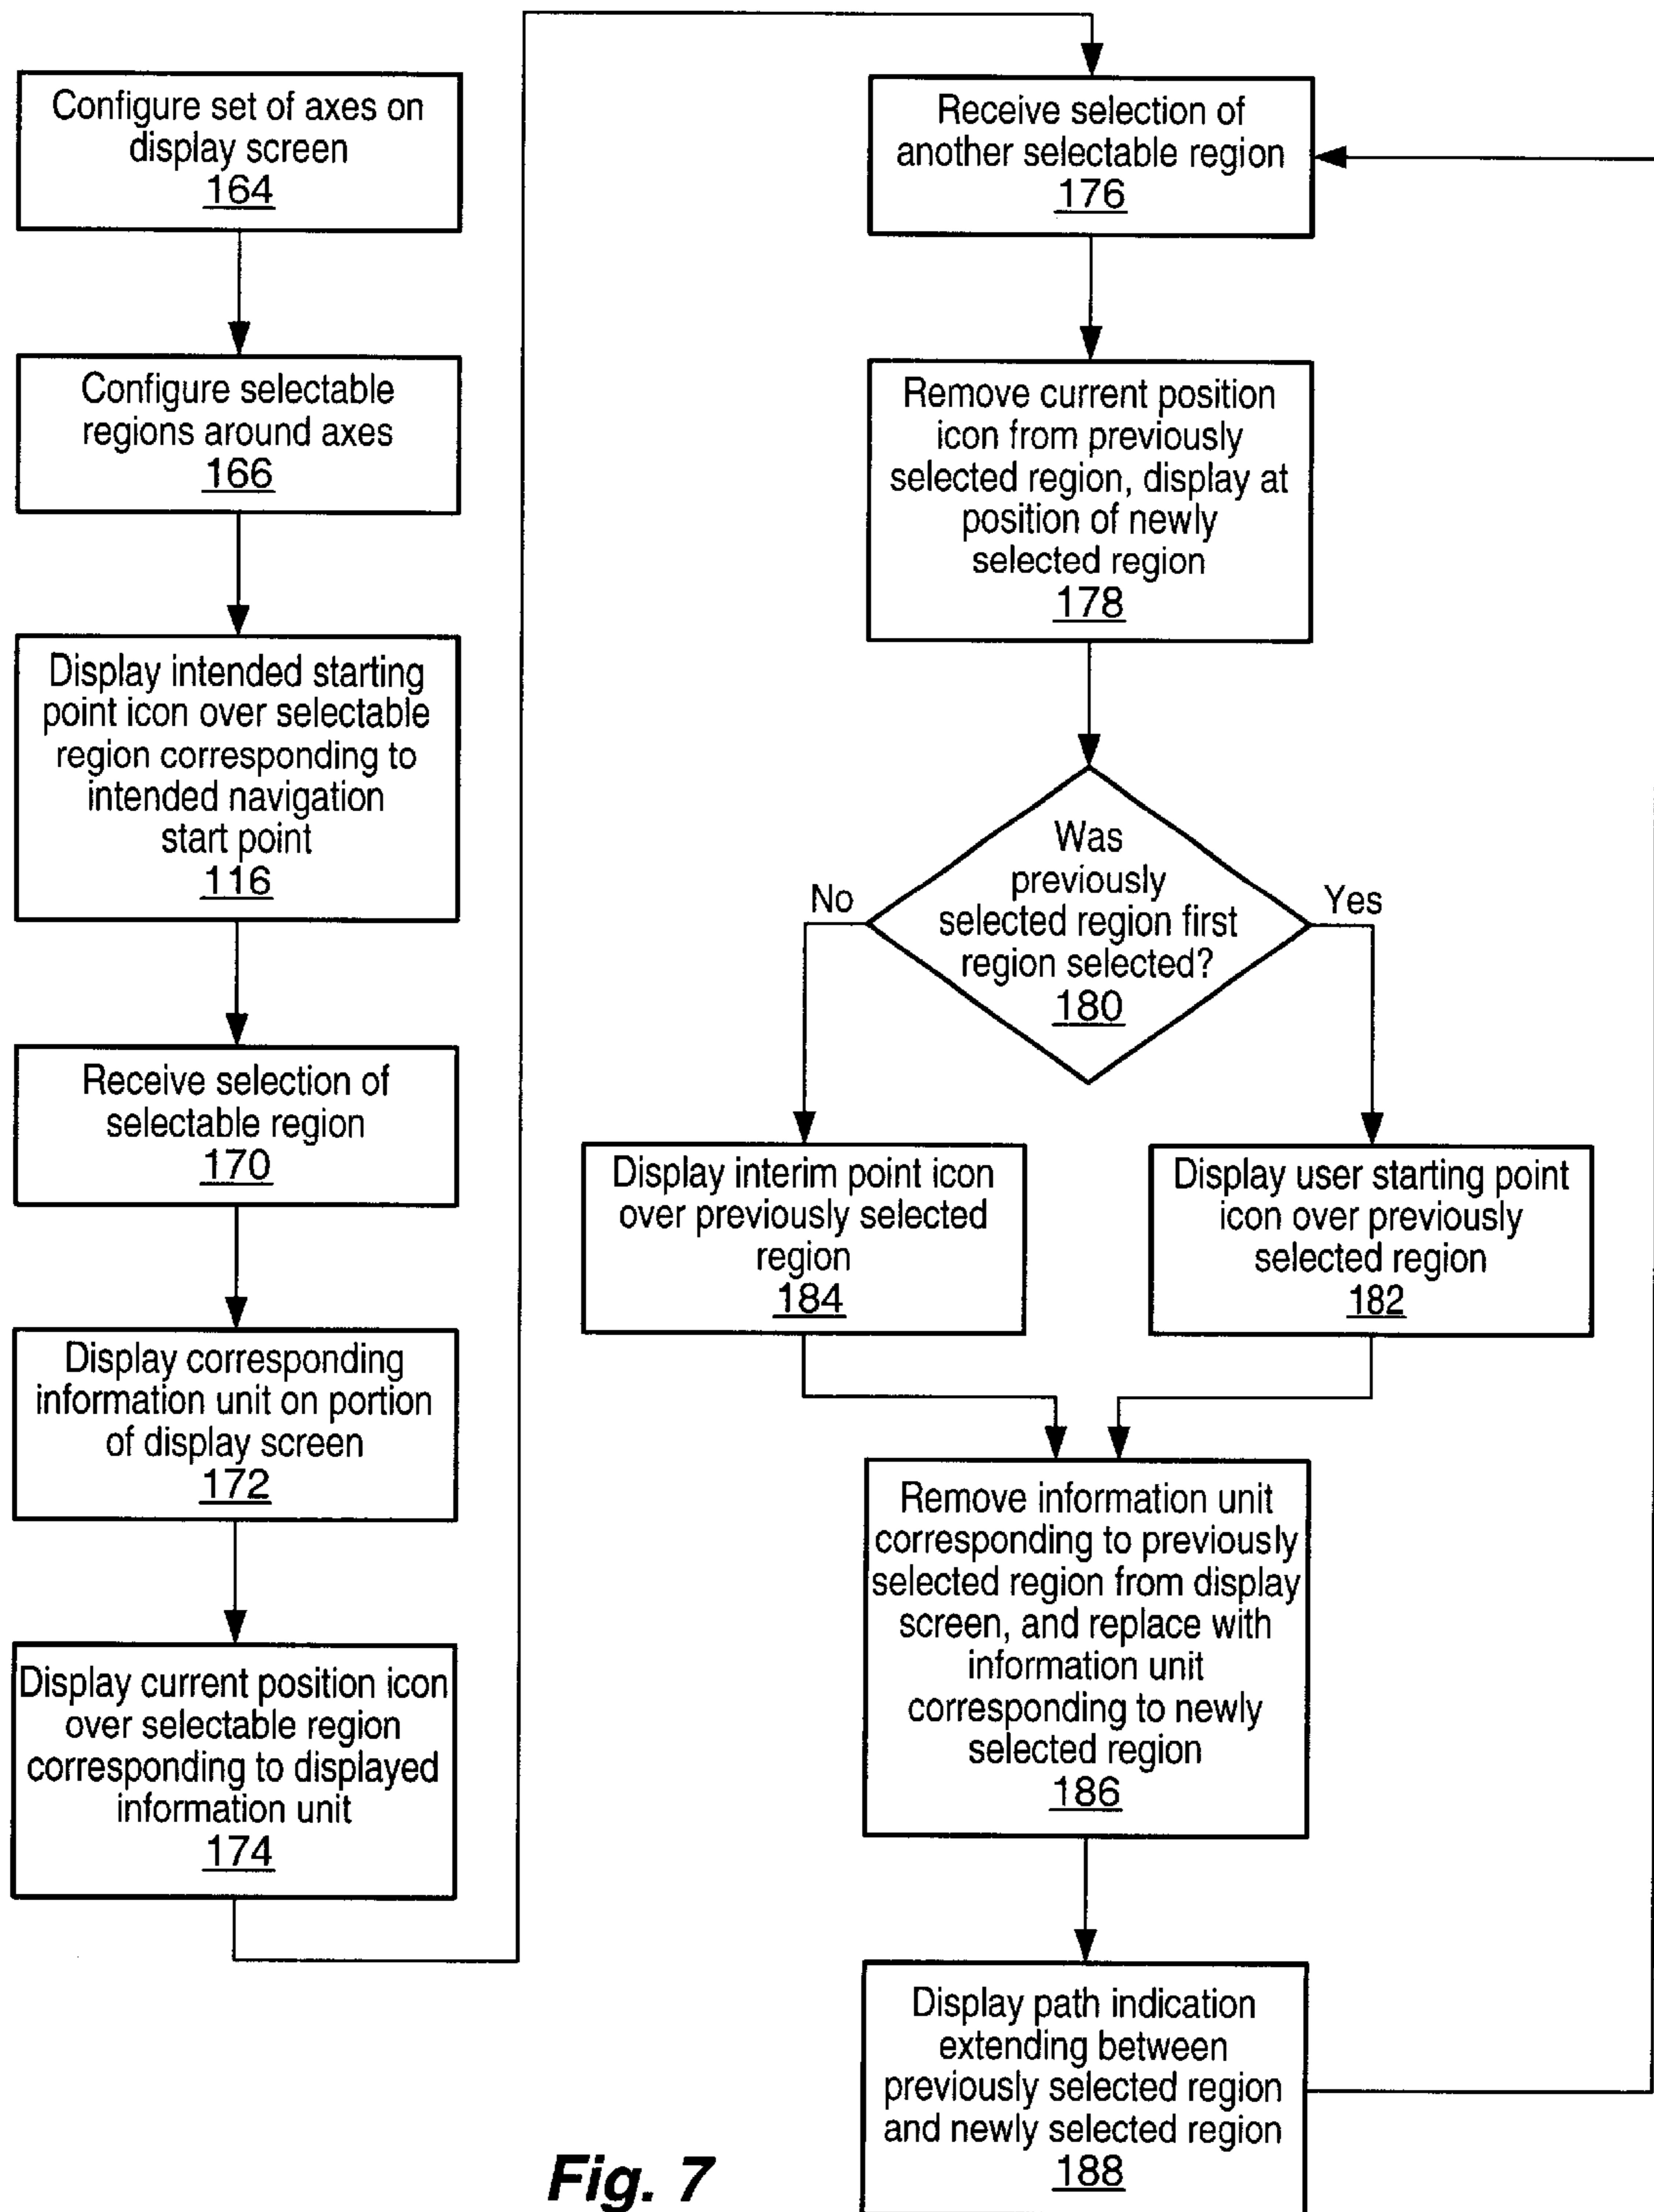 Configure set of axes on
display screen
164
Configure selectable
regions around axes
166
Display intended starting
point icon over selectable
region corresponding to
intended navigation
start point
116
Receive selection of
selectable region
170
Display corresponding
information unit on portion
of display screen
172
Display current position icon
over selectable region
corresponding to displayed
information unit
174
Receive selection of
another selectable region
176
Remove current position
icon from previously
selected region, display at
position of newly
selected region
178
Was
previously
selected region first
region selected?
180
No
Yes
Display interim point icon
over previously selected
region
184
Display user starting point
icon over previously
selected region
182
Remove information unit
corresponding to previously
selected region from display
screen, and replace with
information unit
corresponding to newly
selected region
186
Display path indication
extending between
previously selected region
and newly selected region
188
Fig. 7